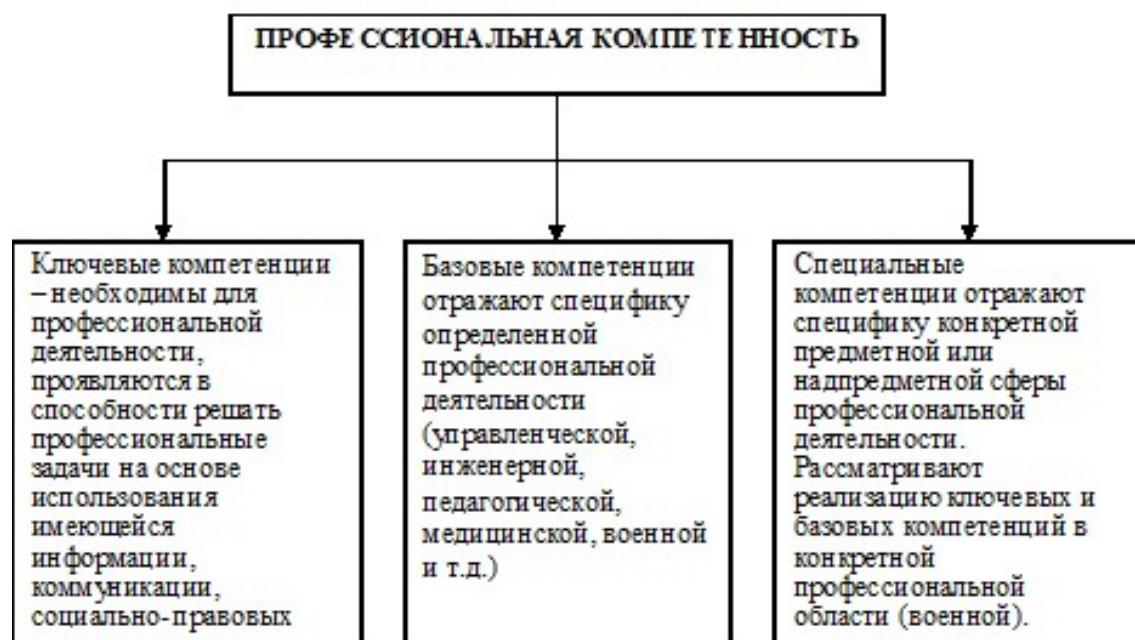 ПРОФЕССИОНАЛЬНАЯ КОМПЕТЕННОСТЬ
Ключевые компетенции
– необходимы для
профессиональной
деятельности,
проявляются в
способности решать
профессиональные
задачи на основе
использования
имеющейся
информации,
коммуникации,
социально-правовых
Базовые компетенции
отражают специфику
определенной
профессиональной
деятельности
(управленческой,
инженерной,
педагогической,
медицинской, военной
и т.д.)
Специальные
компетенции отражают
специфику конкретной
предметной или
надпредметной сферы
профессиональной
деятельности.
Рассматривают
реализацию ключевых и
базовых компетенций в
конкретной
профессиональной
области (военной).